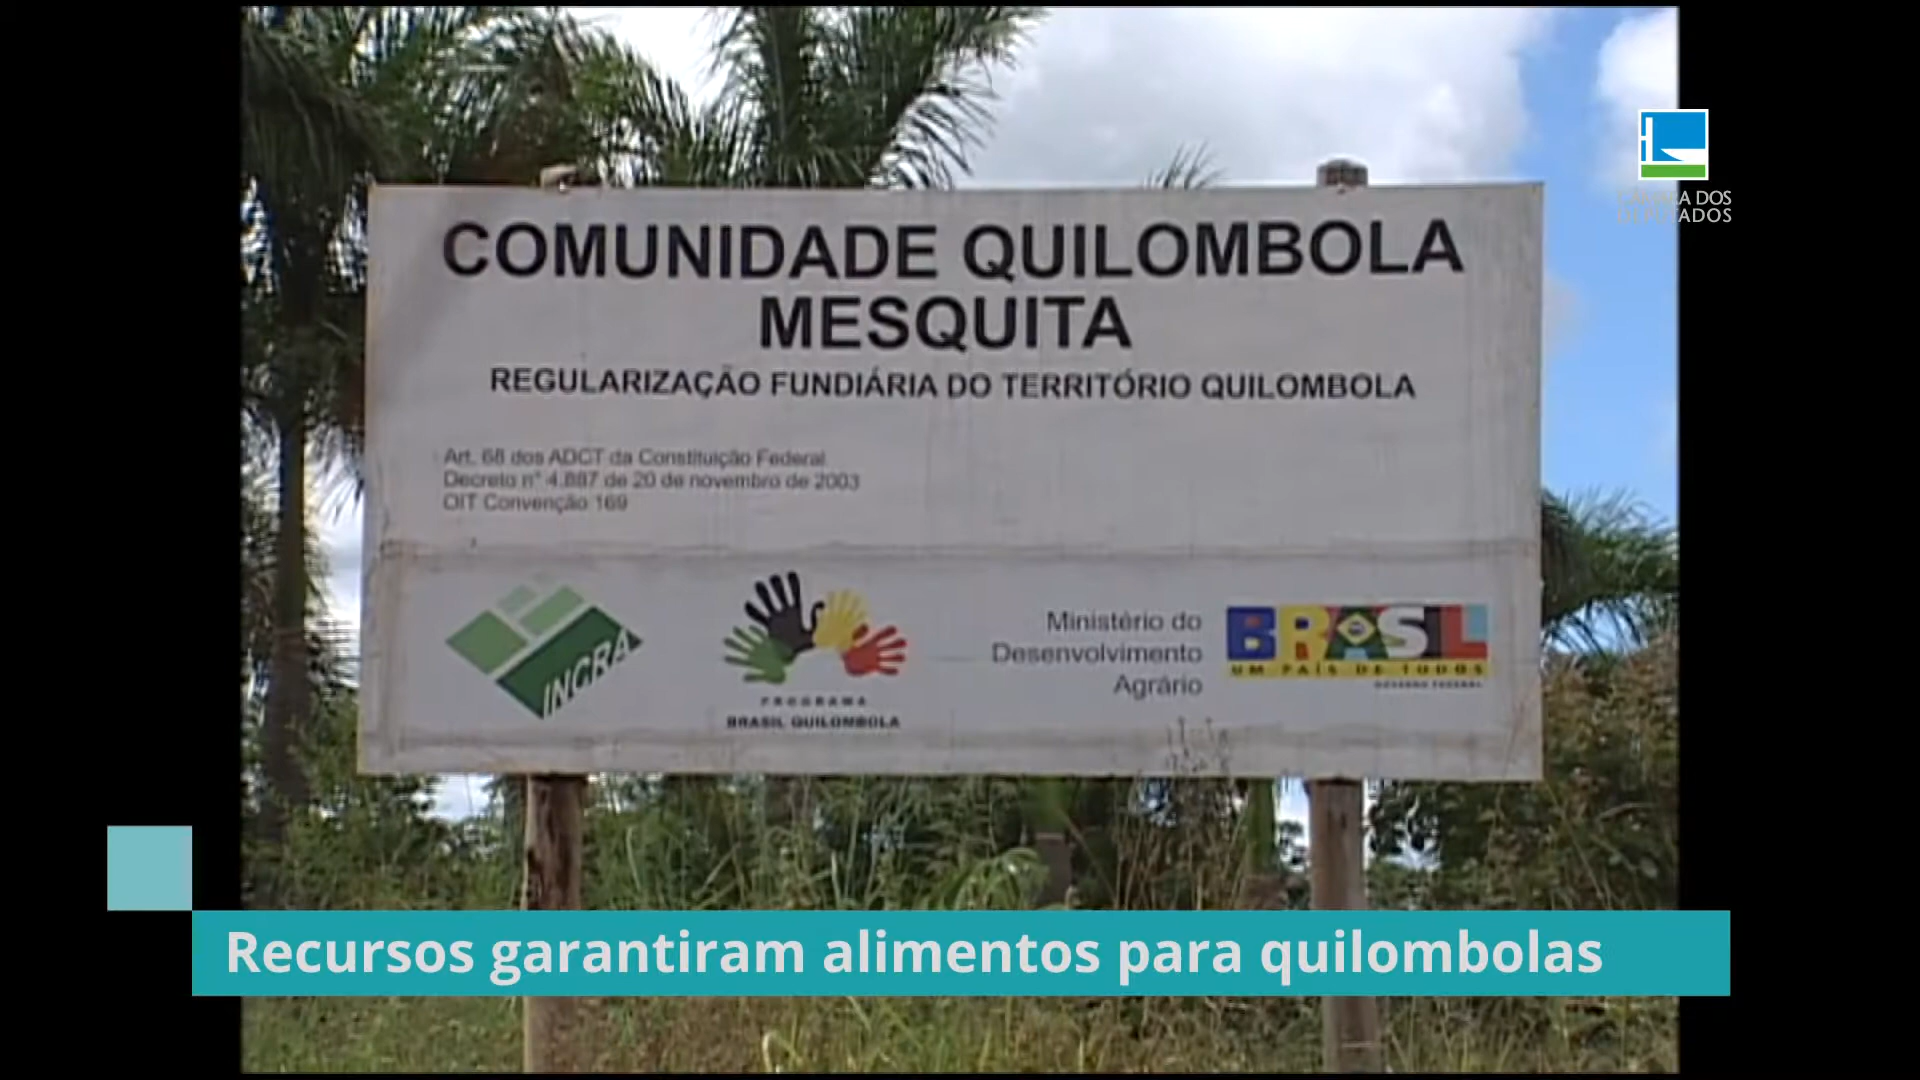 CÂMARA DOS
DEPUTADOS
COMUNIDADE QUILOMBOLA
MESQUITA
REGULARIZAÇÃO FUNDIÁRIA DO TERRITÓRIO QUILOMBOLA
Art. 68 dos ADCT da Constituição Federal
Decreto n° 4.887 de 20 de novembro de 2003
OIT Convenção 169
INCRA
PROGRAMA
BRASIL QUILOMBOLA
Ministério do
Desenvolvimento
Agrário
BRASIL
UM PAÍS DE TODOS
GOVERNO FEDERAL
Recursos garantiram alimentos para quilombolas